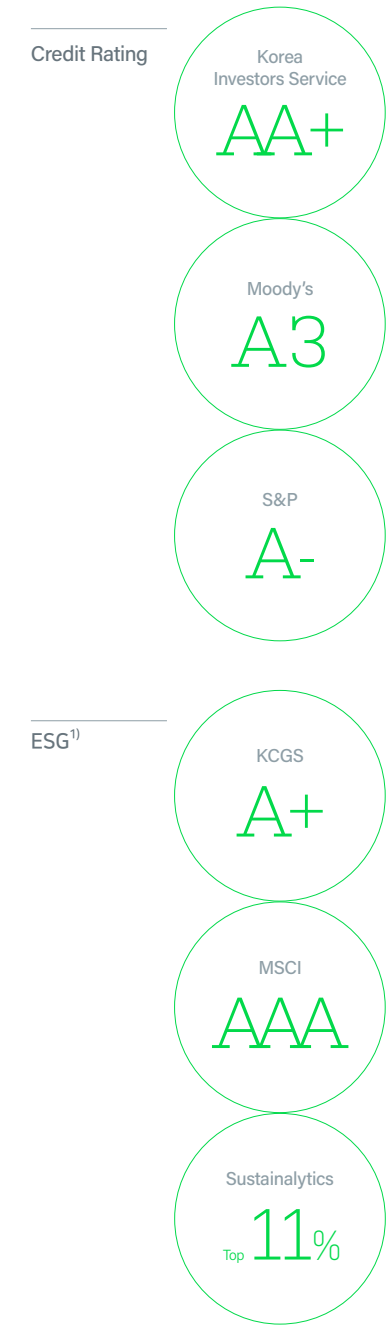 Credit Rating
Korea
Investors Service
AA+
Moody's
A3
S&P
A-
ESG1)
KCGS
A+
MSCI
AAA
Sustainalytics
Top 11%